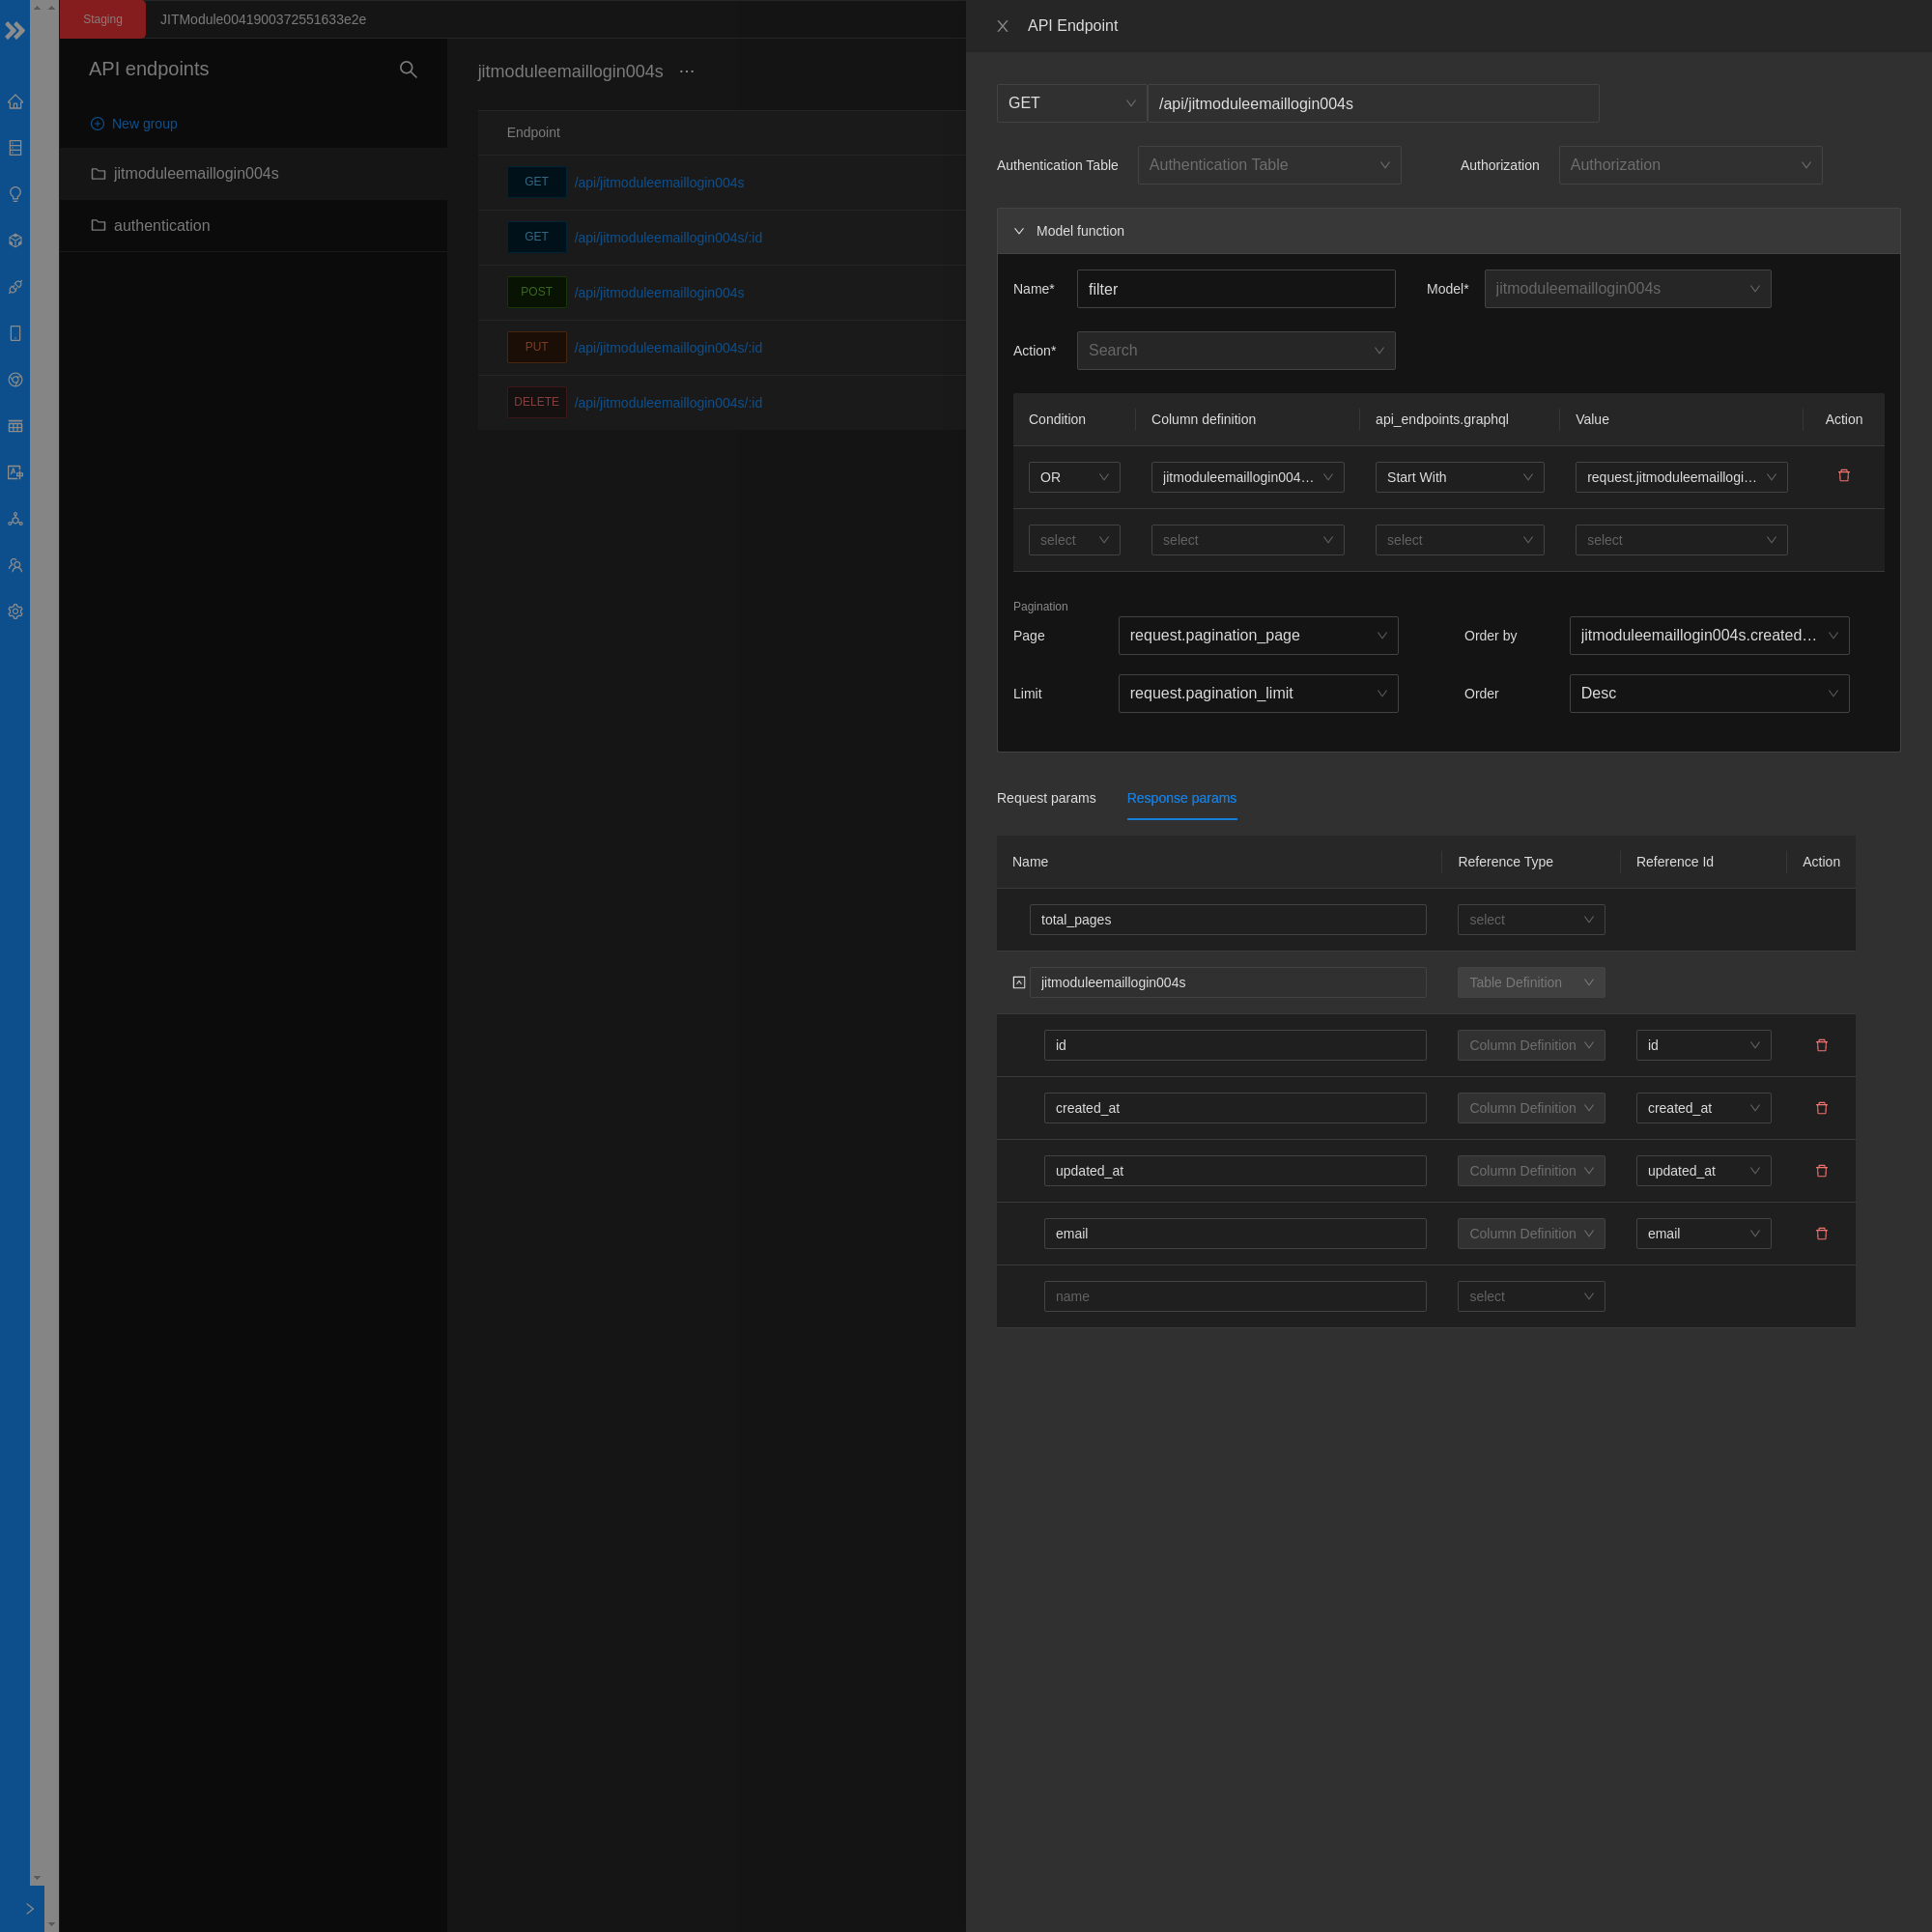 Staging
JITModule0041900372551633e2e
API endpoints
New group
jitmoduleemaillogin004s
authentication
jitmoduleemaillogin004s ···
Endpoint
GET /api/jitmoduleemaillogin004s
GET /api/jitmoduleemaillogin004s/:id
POST /api/jitmoduleemaillogin004s
PUT /api/jitmoduleemaillogin004s/:id
DELETE /api/jitmoduleemaillogin004s/:id
API Endpoint
GET /api/jitmoduleemaillogin004s
Authentication Table Authentication Table Authorization Authorization
Model function
Name* filter Model* jitmoduleemaillogin004s
Action* Search
Condition Column definition api_endpoints.graphql Value Action
OR jitmoduleemaillogin004… Start With request.jitmoduleemaillogi…
select select select select
Pagination
Page request.pagination_page Order by jitmoduleemaillogin004s.created…
Limit request.pagination_limit Order Desc
Request params Response params
Name Reference Type Reference Id Action
total_pages select
jitmoduleemaillogin004s Table Definition
id Column Definition id
created_at Column Definition created_at
updated_at Column Definition updated_at
email Column Definition email
name select